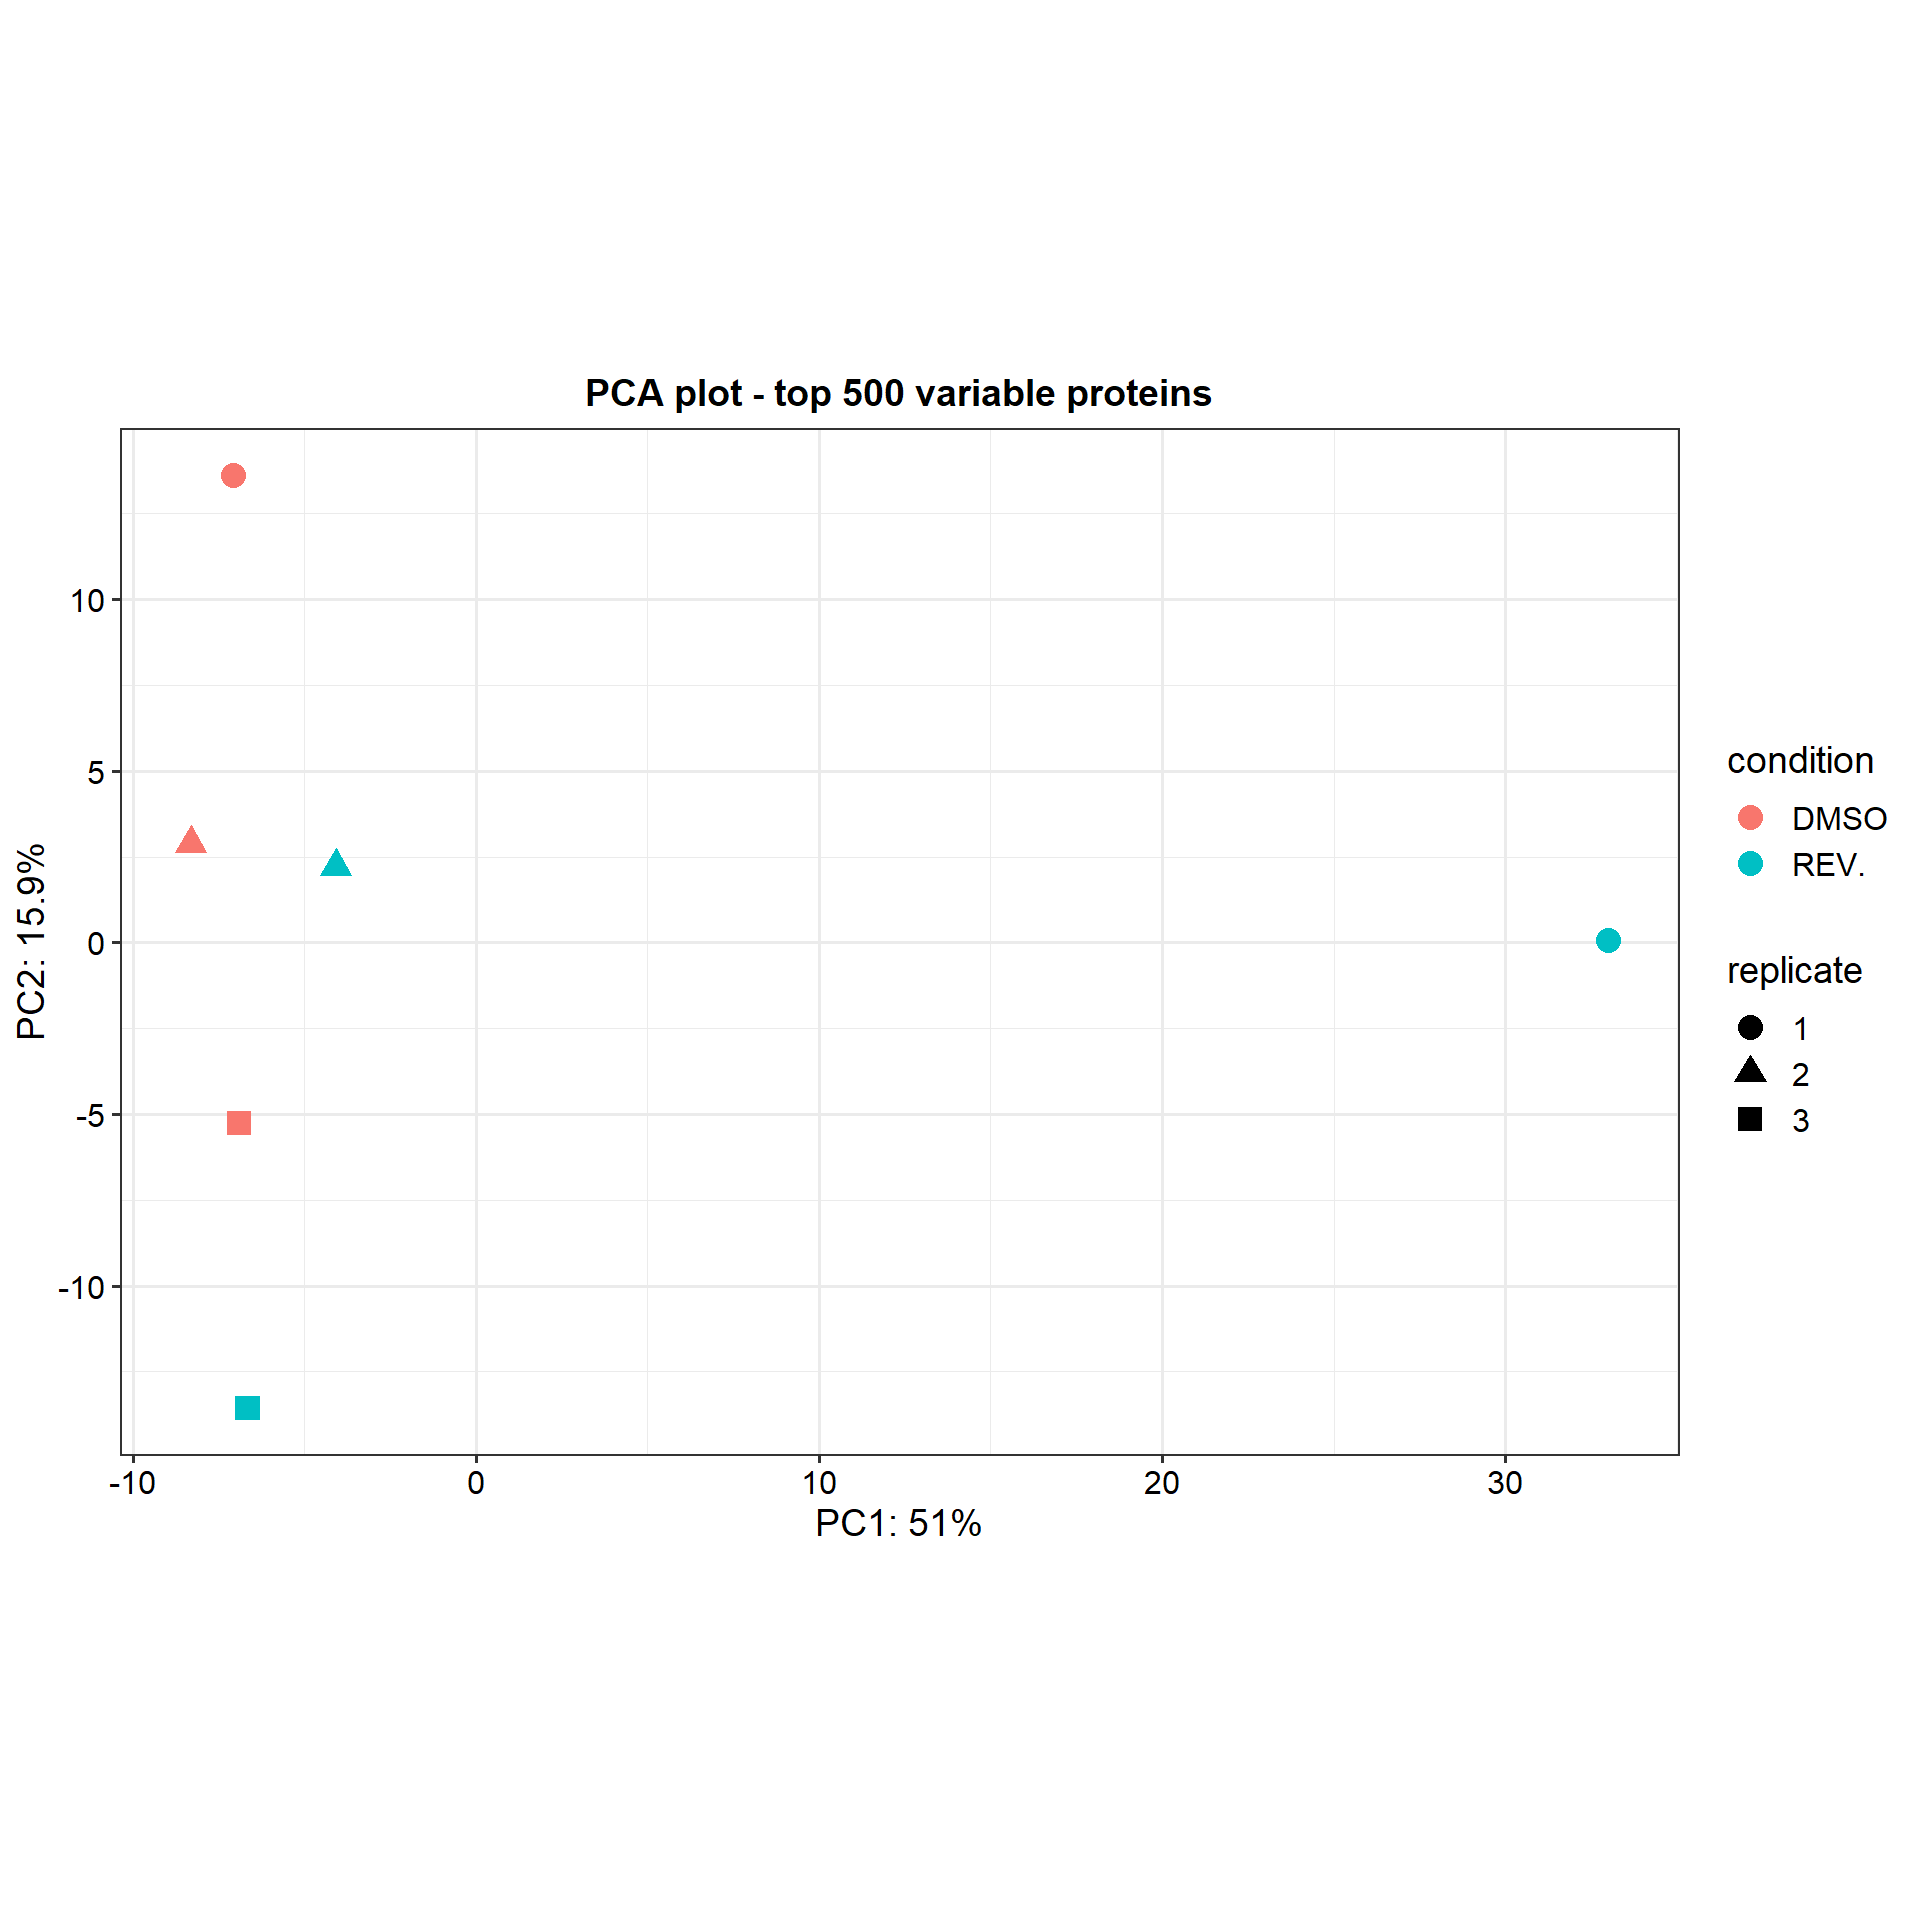 PCA plot - top 500 variable proteins
10
5
0
-5
-10
PC2: 15.9%
-10 0 10 20 30
PC1: 51%
condition
DMSO
REV.
replicate
1
2
3